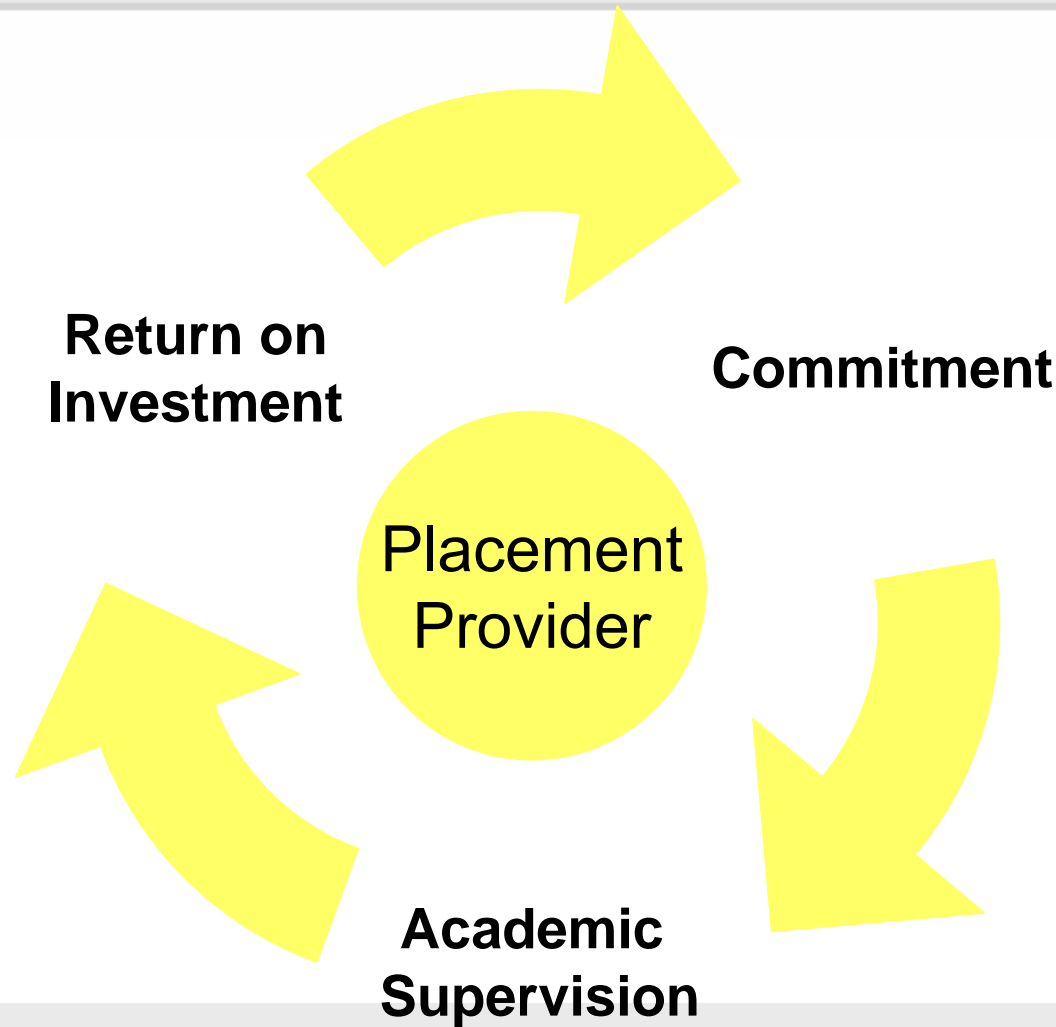 Return on
Investment
Commitment
Placement
Provider
Academic
Supervision